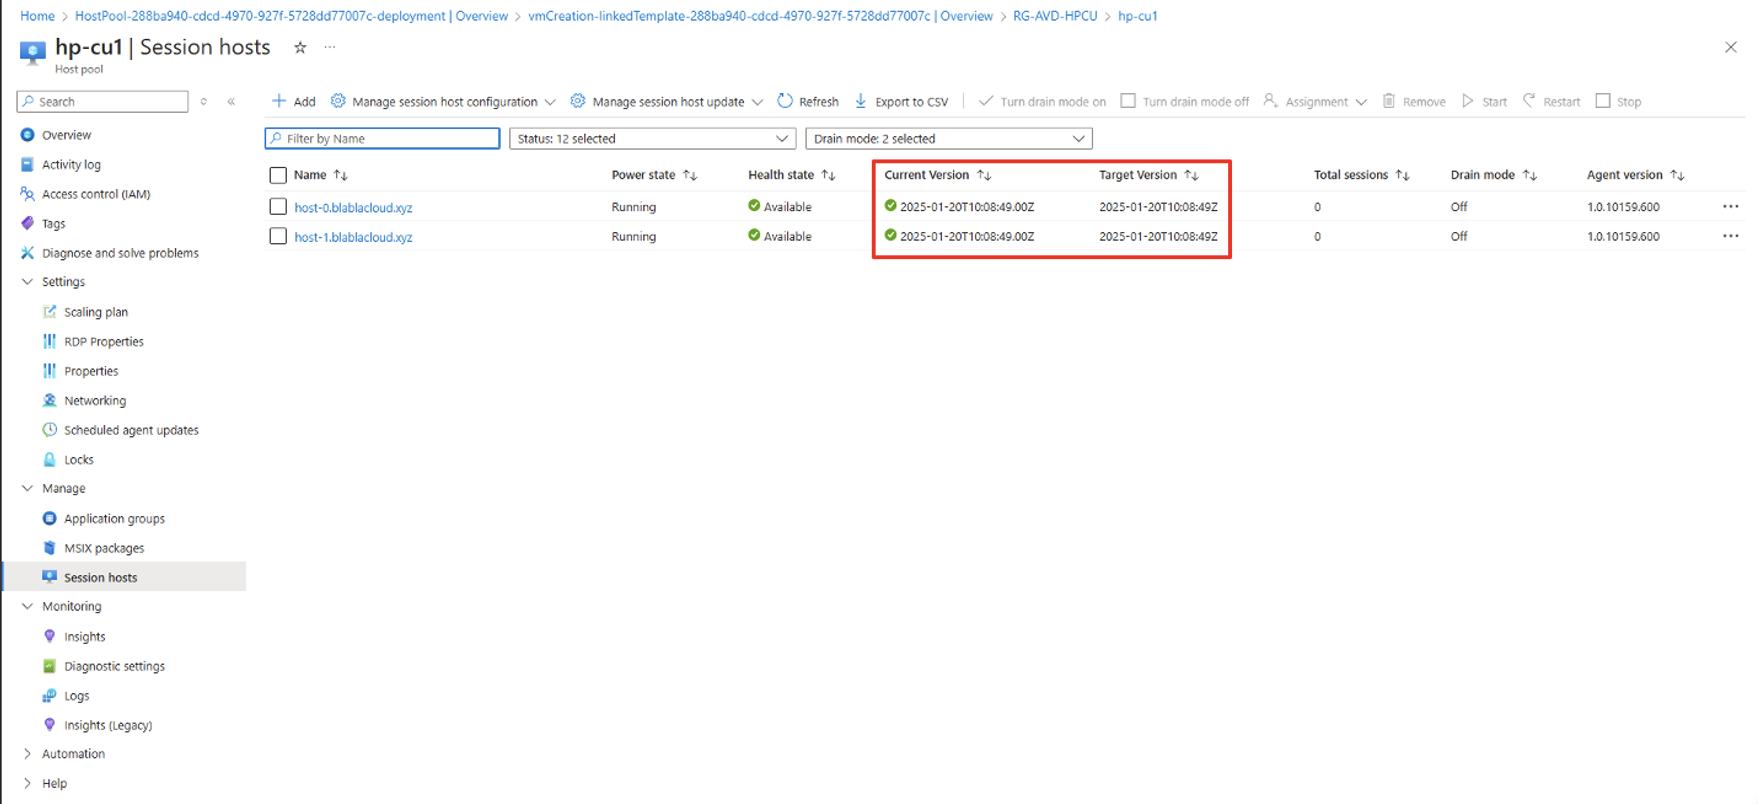 Home > HostPool-288ba940-cdcd-4970-927f-5728dd77007c-deployment | Overview > vmCreation-linkedTemplate-288ba940-cdcd-4970-927f-5728dd77007c | Overview > RG-AVD-HPCU > hp-cu1
hp-cu1 | Session hosts
Host pool
Search
Add Manage session host configuration Manage session host update Refresh Export to CSV Turn drain mode on Turn drain mode off Assignment Remove Start Restart Stop
Filter by Name Status: 12 selected Drain mode: 2 selected
Name Power state Health state Current Version Target Version Total sessions Drain mode Agent version
host-0.blablacloud.xyz Running Available 2025-01-20T10:08:49.00Z 2025-01-20T10:08:49Z 0 Off 1.0.10159.600
host-1.blablacloud.xyz Running Available 2025-01-20T10:08:49.00Z 2025-01-20T10:08:49Z 0 Off 1.0.10159.600
Overview
Activity log
Access control (IAM)
Tags
Diagnose and solve problems
Settings
Scaling plan
RDP Properties
Properties
Networking
Scheduled agent updates
Locks
Manage
Application groups
MSIX packages
Session hosts
Monitoring
Insights
Diagnostic settings
Logs
Insights (Legacy)
Automation
Help